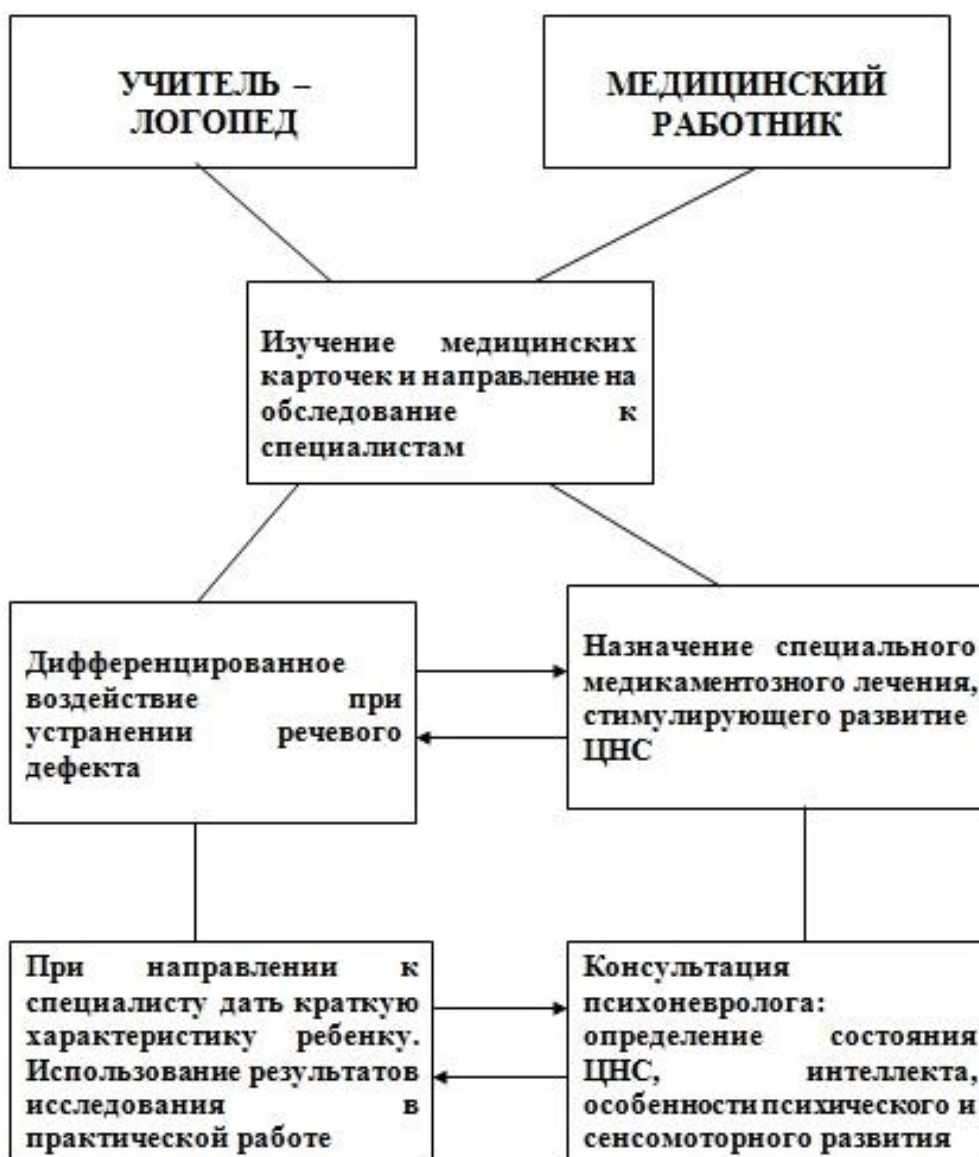 УЧИТЕЛЬ –
ЛОГОПЕД
МЕДИЦИНСКИЙ
РАБОТНИК
Изучение медицинских
карточек и направление на
обследование к
специалистам
Дифференцированное
воздействие при
устранении речевого
дефекта
Назначение специального
медикаментозного лечения,
стимулирующего развитие
ЦНС
При направлении к
специалисту дать краткую
характеристику ребенку.
Использование результатов
исследования в
практической работе
Консультация
психоневролога:
определение состояния
ЦНС, интеллекта,
особенности психического и
сенсомоторного развития